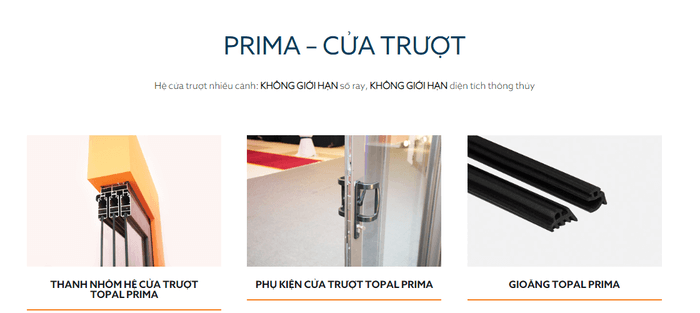 PRIMA – CỬA TRƯỢT
Hệ cửa trượt nhiều cánh: KHÔNG GIỚI HẠN số ray, KHÔNG GIỚI HẠN diện tích thông thủy
THANH NHÔM HỆ CỬA TRƯỢT
TOPAL PRIMA
PHỤ KIỆN CỬA TRƯỢT TOPAL PRIMA
GIOĂNG TOPAL PRIMA